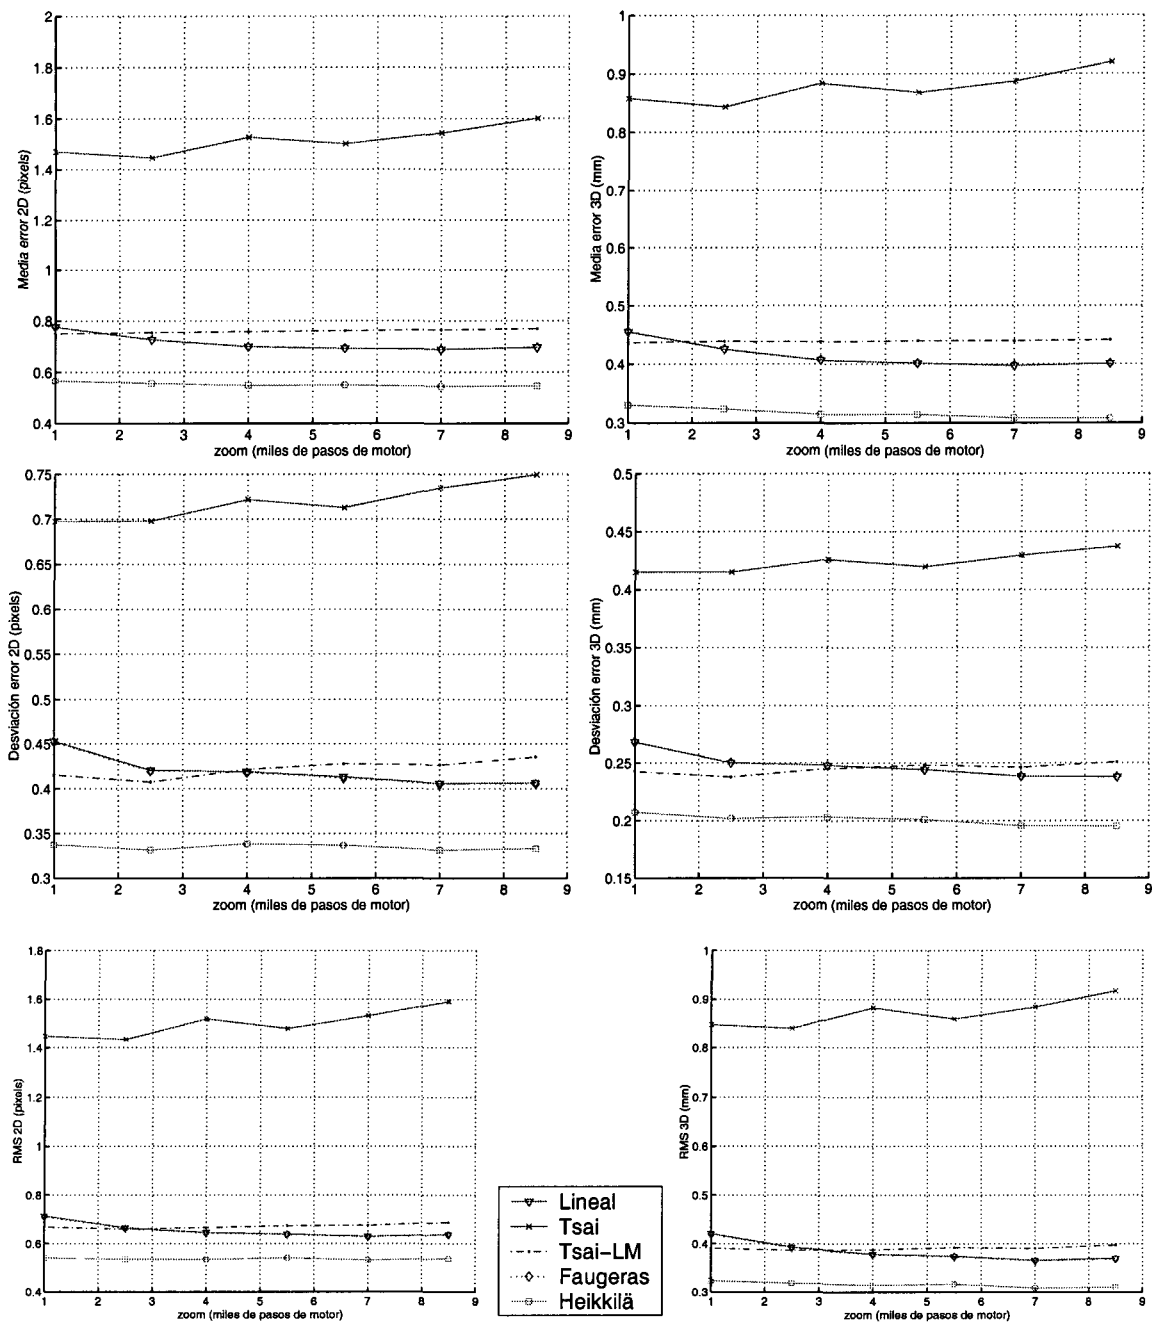 2
1.8
1.6
1.4
1.2
1
0.8
0.6
0.4
Media error 2D (pixels)
1 2 3 4 5 6 7 8 9
zoom (miles de pasos de motor)
1
0.9
0.8
0.7
0.6
0.5
0.4
0.3
Media error 3D (mm)
1 2 3 4 5 6 7 8 9
zoom (miles de pasos de motor)
0.75
0.7
0.65
0.6
0.55
0.5
0.45
0.4
0.35
0.3
Desviación error 2D (pixels)
1 2 3 4 5 6 7 8 9
zoom (miles de pasos de motor)
0.5
0.45
0.4
0.35
0.3
0.25
0.2
0.15
Desviación error 3D (mm)
1 2 3 4 5 6 7 8 9
zoom (miles de pasos de motor)
1.8
1.6
1.4
1.2
1
0.8
0.6
0.4
RMS 2D (pixels)
1 2 3 4 5 6 7 8 9
zoom (miles de pasos de motor)
Lineal
Tsai
Tsai-LM
Faugeras
Heikkilä
1
0.9
0.8
0.7
0.6
0.5
0.4
0.3
RMS 3D (mm)
1 2 3 4 5 6 7 8 9
zoom (miles de pasos de motor)